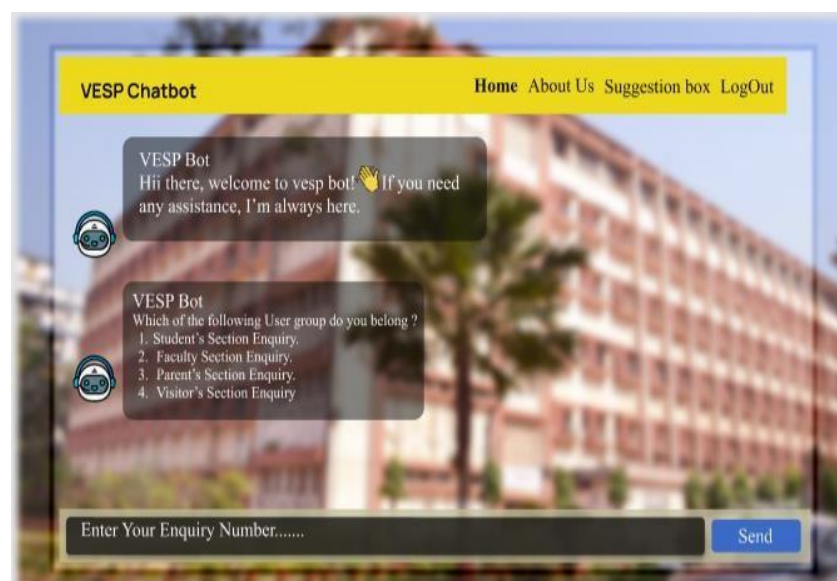 VESP Chatbot
Home About Us Suggestion box LogOut
VESP Bot
Hii there, welcome to vesp bot!👋If you need
any assistance, I'm always here.
VESP Bot
Which of the following User group do you belong ?
1. Student's Section Enquiry.
2. Faculty Section Enquiry.
3. Parent's Section Enquiry.
4. Visitor's Section Enquiry
Enter Your Enquiry Number.......
Send